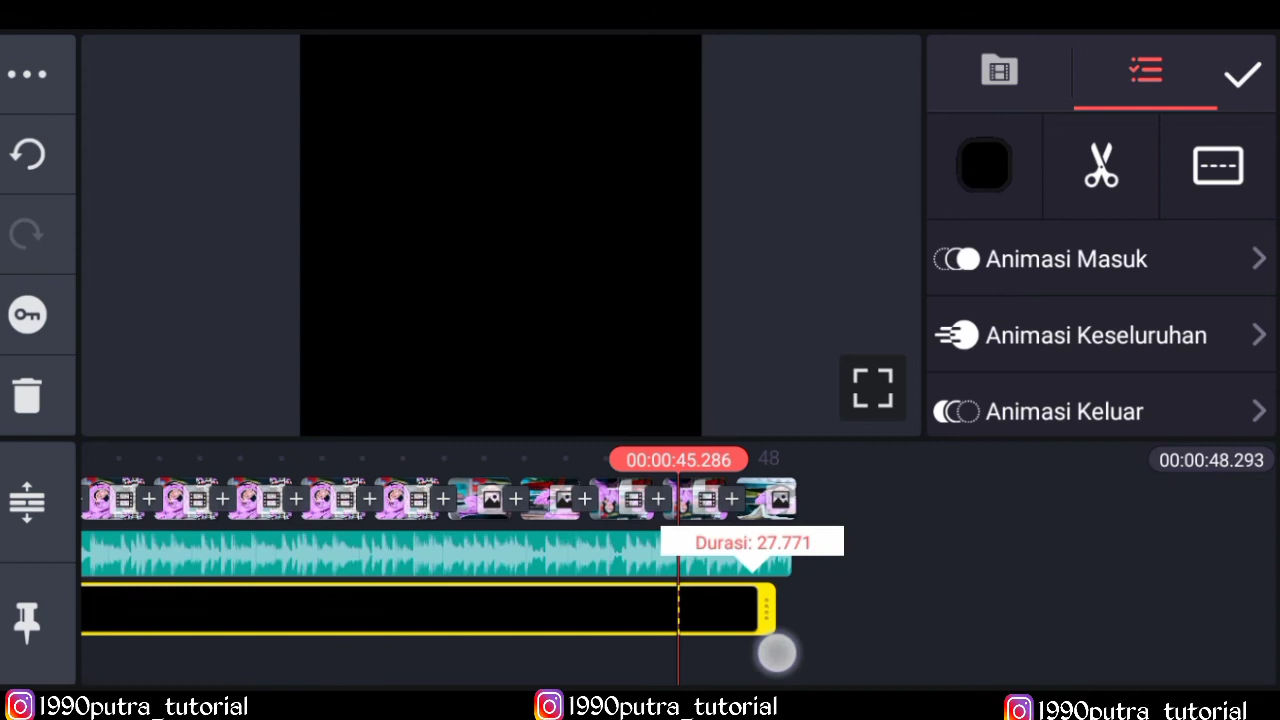 Animasi Masuk
Animasi Keseluruhan
Animasi Keluar
00:00:45.286
48
00:00:48.293
Durasi: 27.771
1990putra_tutorial
1990putra_tutorial
1990putra_tutorial